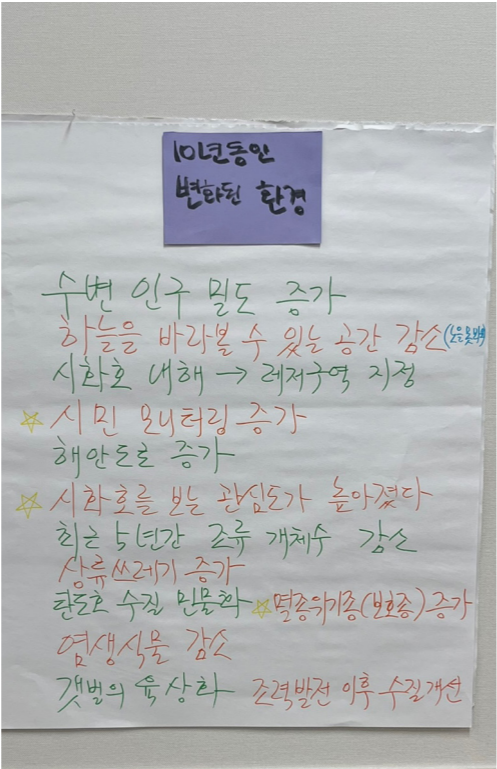 10년동안
변화된 환경
수변 인구 밀도 증가
하늘을 바라볼 수 있는 공간 감소(노을못봐유)
시화호 내해 → 레저구역 지정
☆ 시민 모니터링 증가
해안도로 증가
☆ 시화호를 보는 관심도가 높아졌다
최근 5년간 조류 개체수 감소
상류쓰레기 증가
탄도호 수질 민물화 ☆멸종위기종(보호종) 증가
염생식물 감소
갯벌의 육상화 조력발전 이후 수질개선